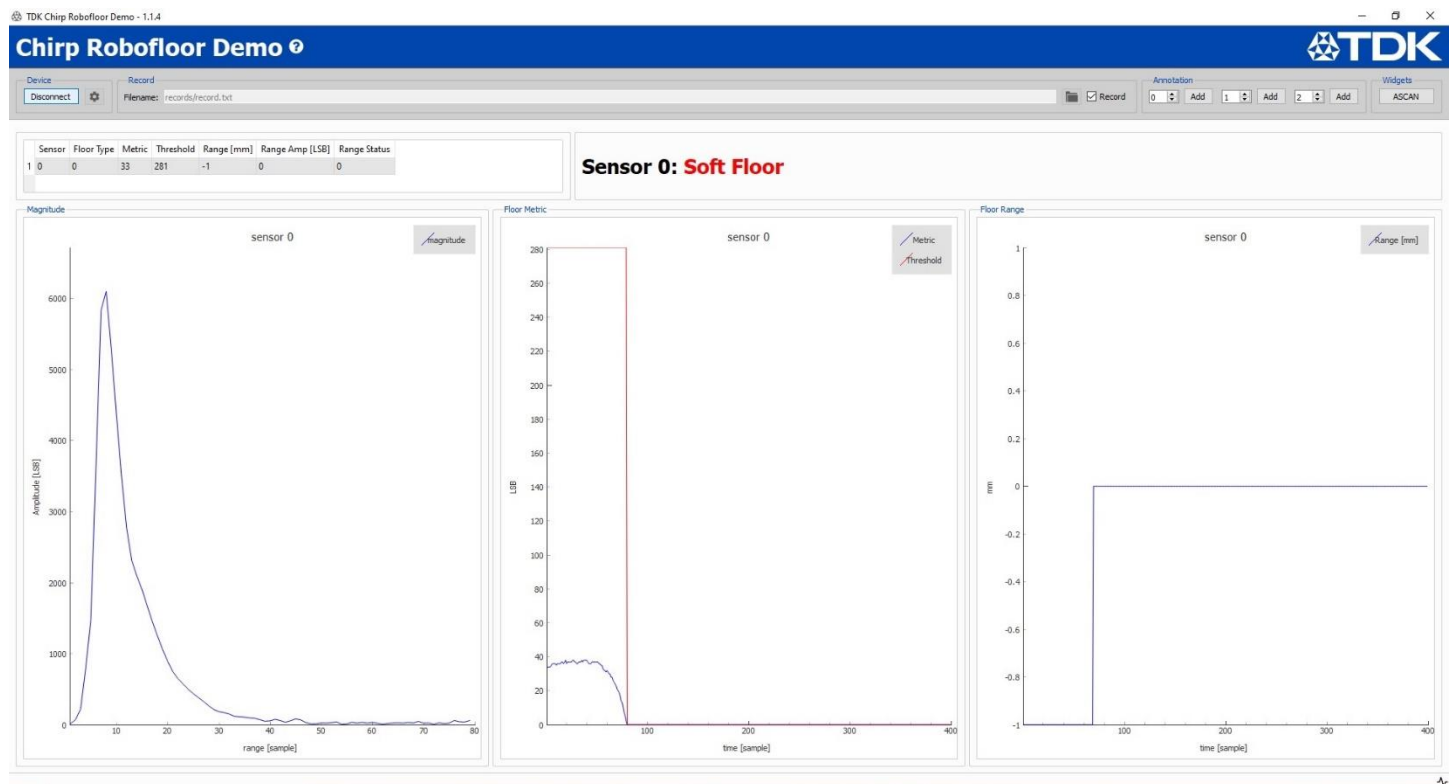 TDK Chirp Robofloor Demo - 1.1.4
Chirp Robofloor Demo
TDK
Device
Record
Annotation
Widgets
Disconnect
Filename: records/record.txt
Record
0 Add 1 Add 2 Add
ASCAN
Sensor Floor Type Metric Threshold Range [mm] Range Amp [LSB] Range Status
1 0 0 33 281 -1 0 0
Sensor 0: Soft Floor
Magnitude
sensor 0
magnitude
6000
5000
4000
3000
2000
1000
0
Amplitude [LSB]
10 20 30 40 50 60 70 80
range [sample]
Floor Metric
sensor 0
Metric
Threshold
280
260
240
220
200
180
160
140
120
100
80
60
40
20
0
LSB
100 200 300 400
time [sample]
Floor Range
sensor 0
Range [mm]
1
0.8
0.6
0.4
0.2
0
-0.2
-0.4
-0.6
-0.8
-1
mm
100 200 300 400
time [sample]